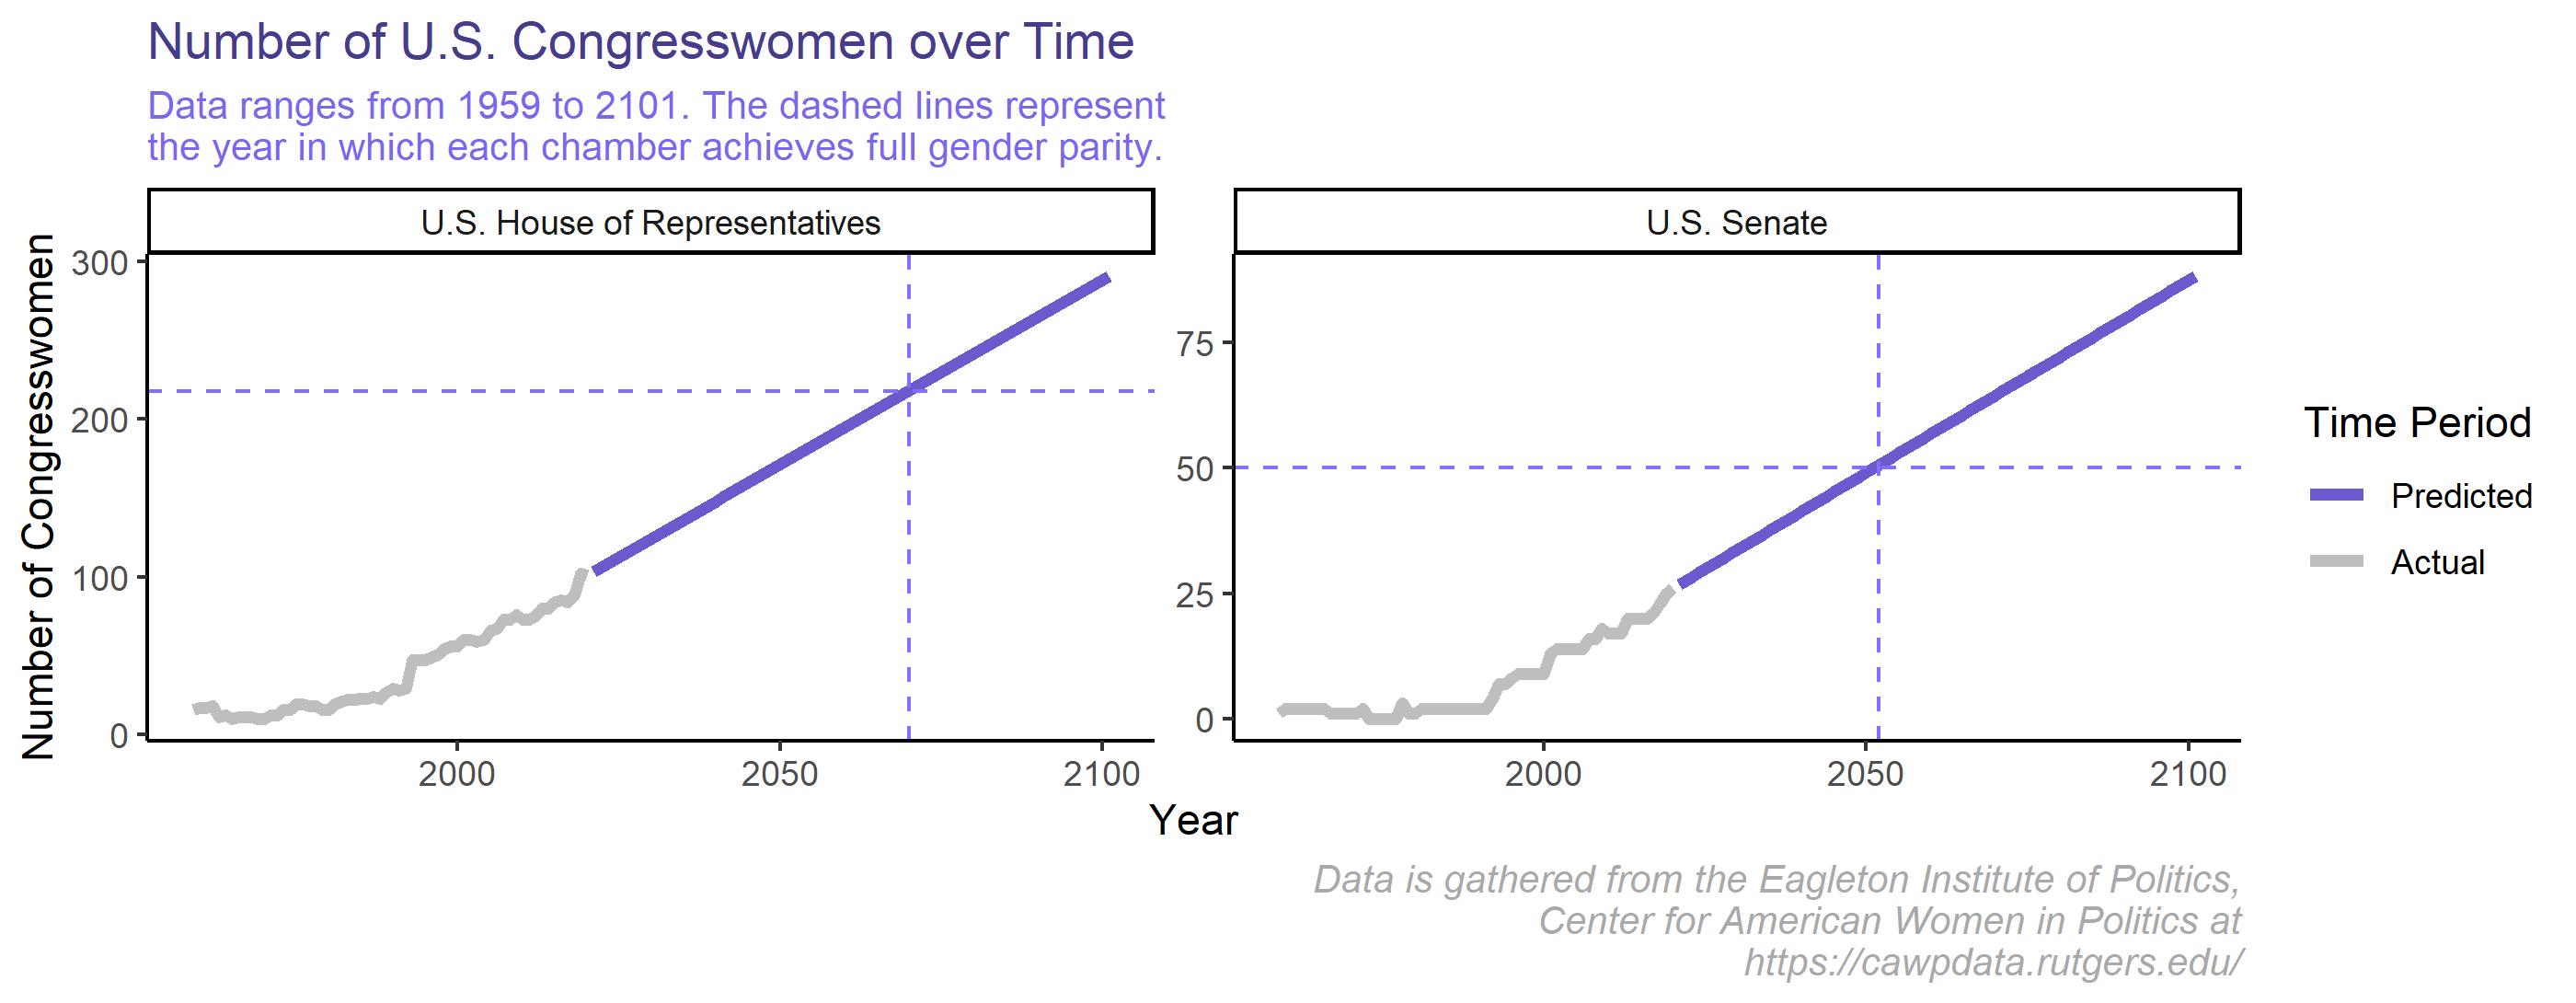 Number of U.S. Congresswomen over Time
Data ranges from 1959 to 2101. The dashed lines represent
the year in which each chamber achieves full gender parity.
U.S. House of Representatives
U.S. Senate
Number of Congresswomen
300
200
100
0
75
50
25
0
2000
2050
2100
2000
2050
2100
Year
Time Period
Predicted
Actual
Data is gathered from the Eagleton Institute of Politics,
Center for American Women in Politics at
https://cawpdata.rutgers.edu/